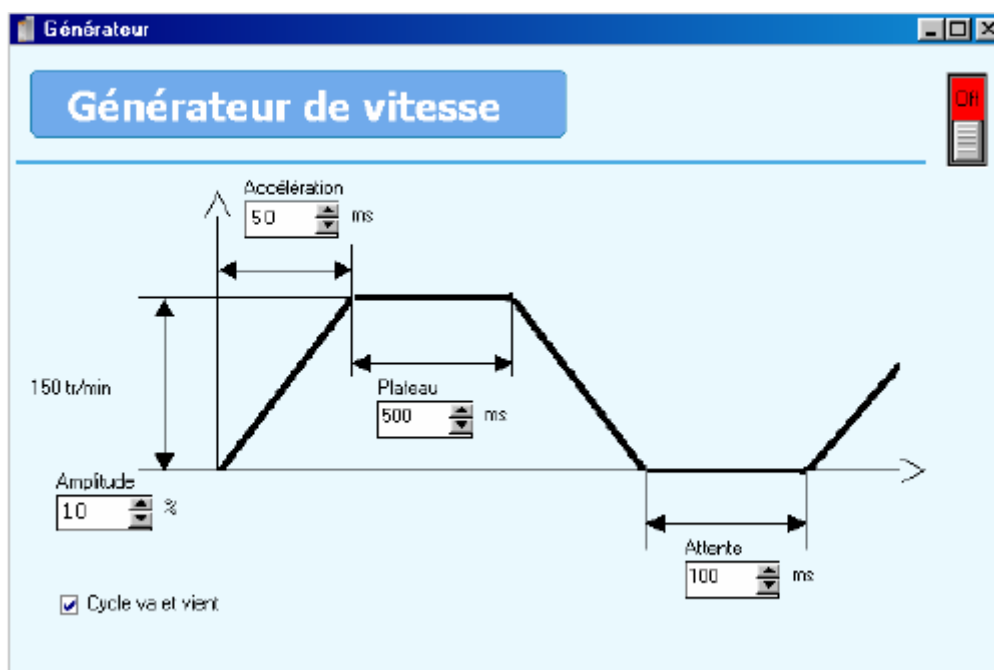 Générateur
Générateur de vitesse
Off
Accélération
50 ms
150 tr/min
Plateau
500 ms
Amplitude
10 %
Attente
100 ms
Cycle va et vient